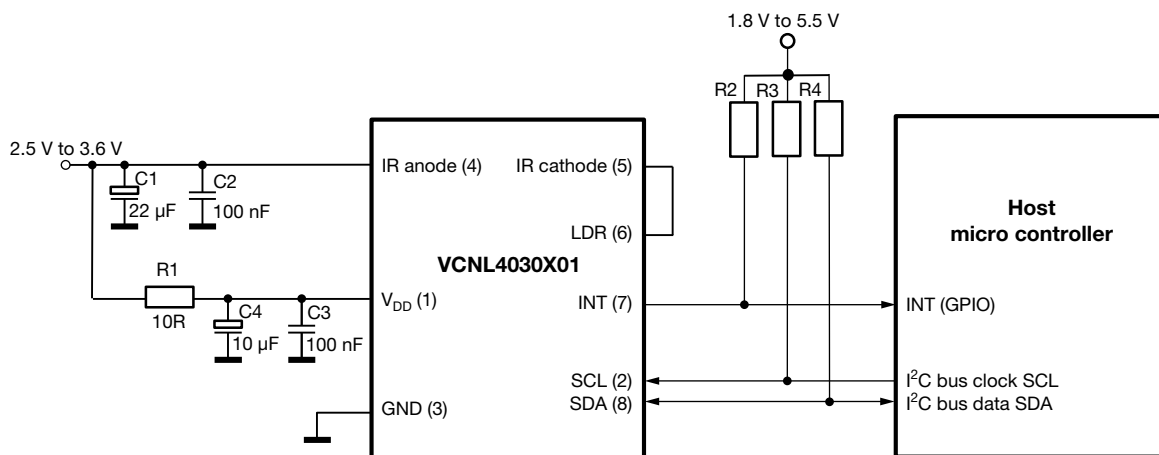 1.8 V to 5.5 V
R2 R3 R4
2.5 V to 3.6 V
C1
22 µF
C2
100 nF
R1
10R
C4
10 µF
C3
100 nF
IR anode (4)
IR cathode (5)
LDR (6)
VCNL4030X01
VDD (1)
INT (7)
SCL (2)
SDA (8)
GND (3)
Host
micro controller
INT (GPIO)
I²C bus clock SCL
I²C bus data SDA